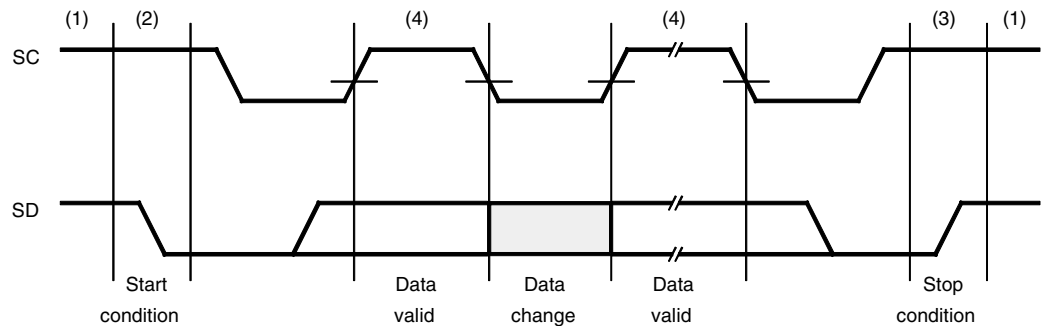 (1) (2) (4) (4) (3) (1)
SC
SD
Start Data Data Data Stop
condition valid change valid condition